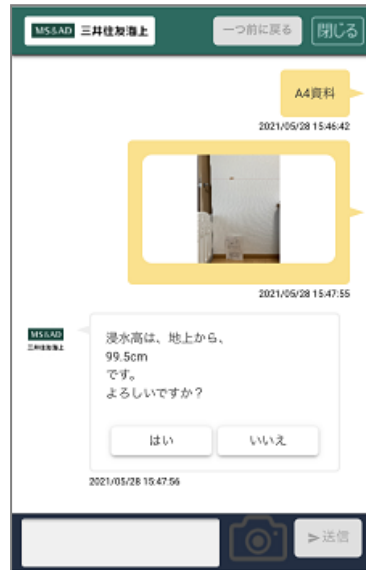 MS&AD 三井住友海上
一つ前に戻る
閉じる
A4資料
2021/05/28 15:46:42
2021/05/28 15:47:55
MS&AD
三井住友海上
浸水高は、地上から、
99.5cm
です。
よろしいですか？
はい
いいえ
2021/05/28 15:47:56
➤送信